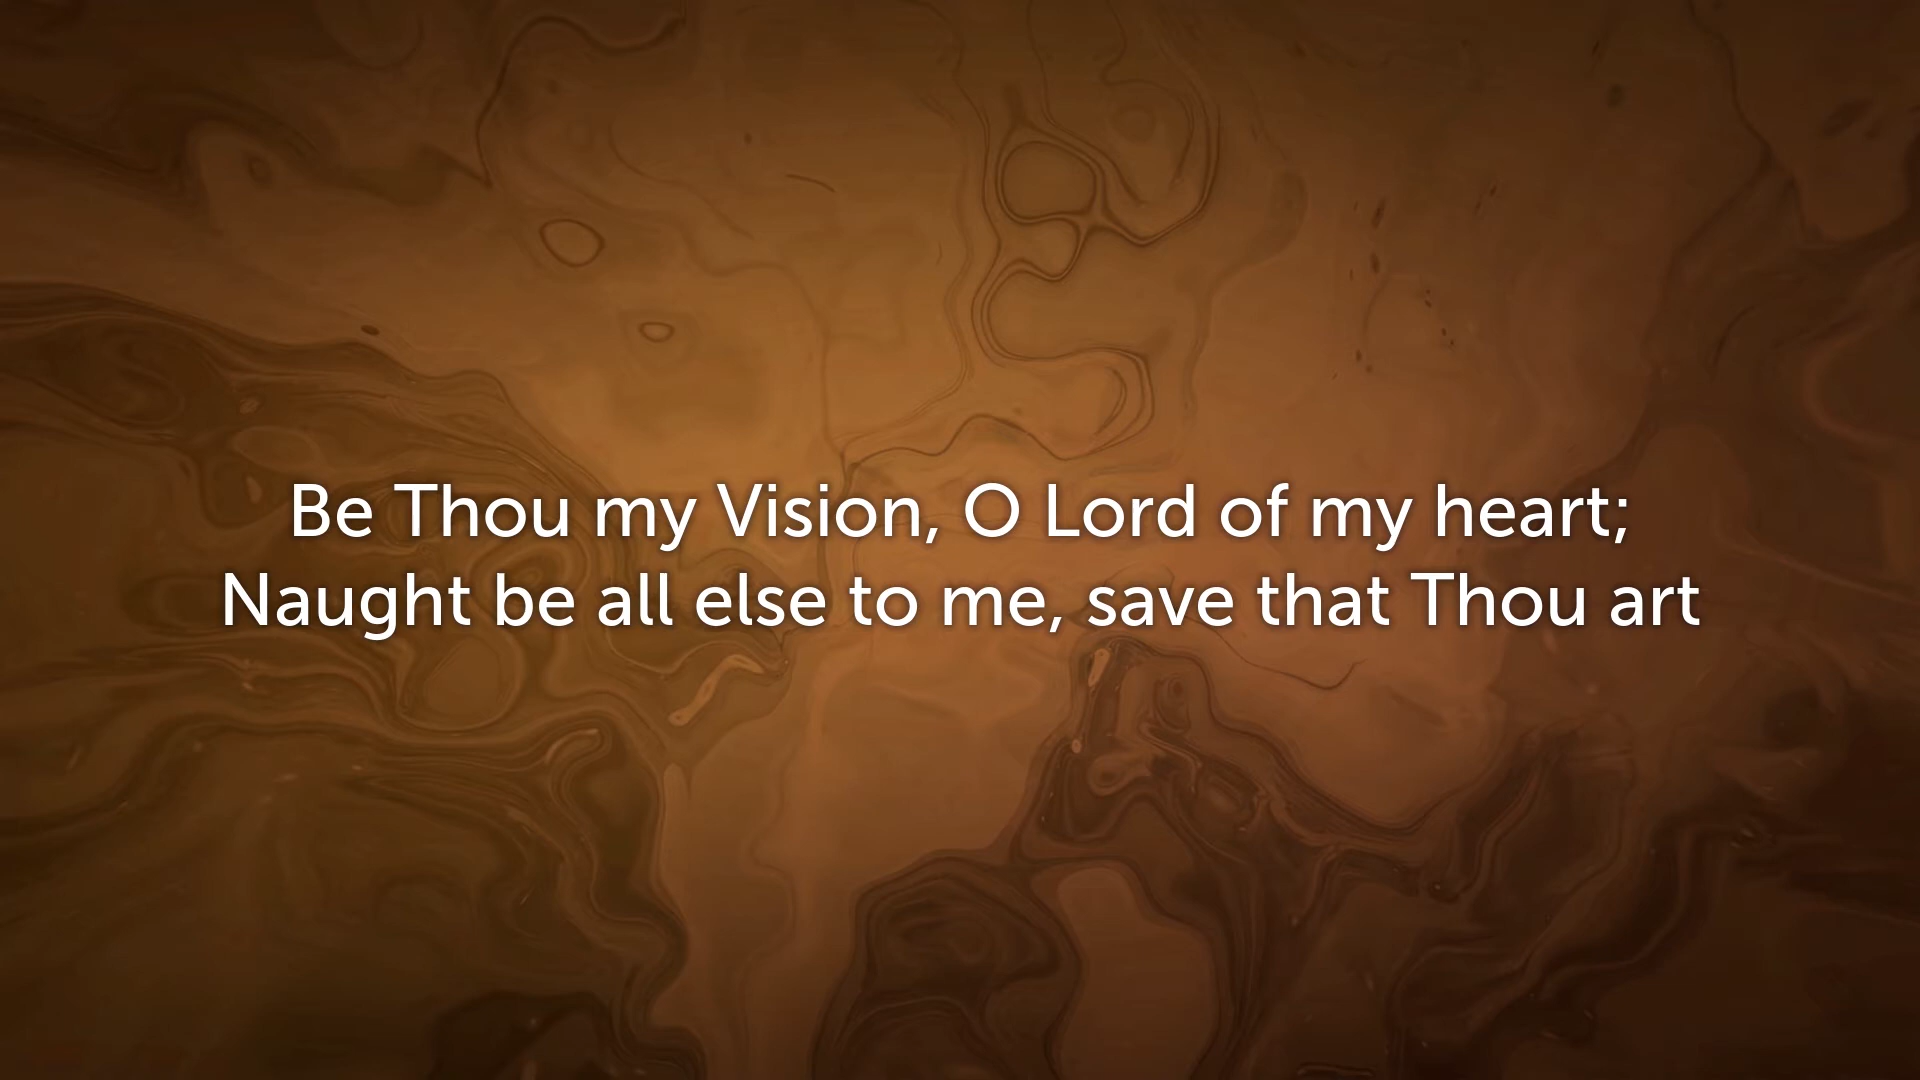 Be Thou my Vision, O Lord of my heart;
Naught be all else to me, save that Thou art